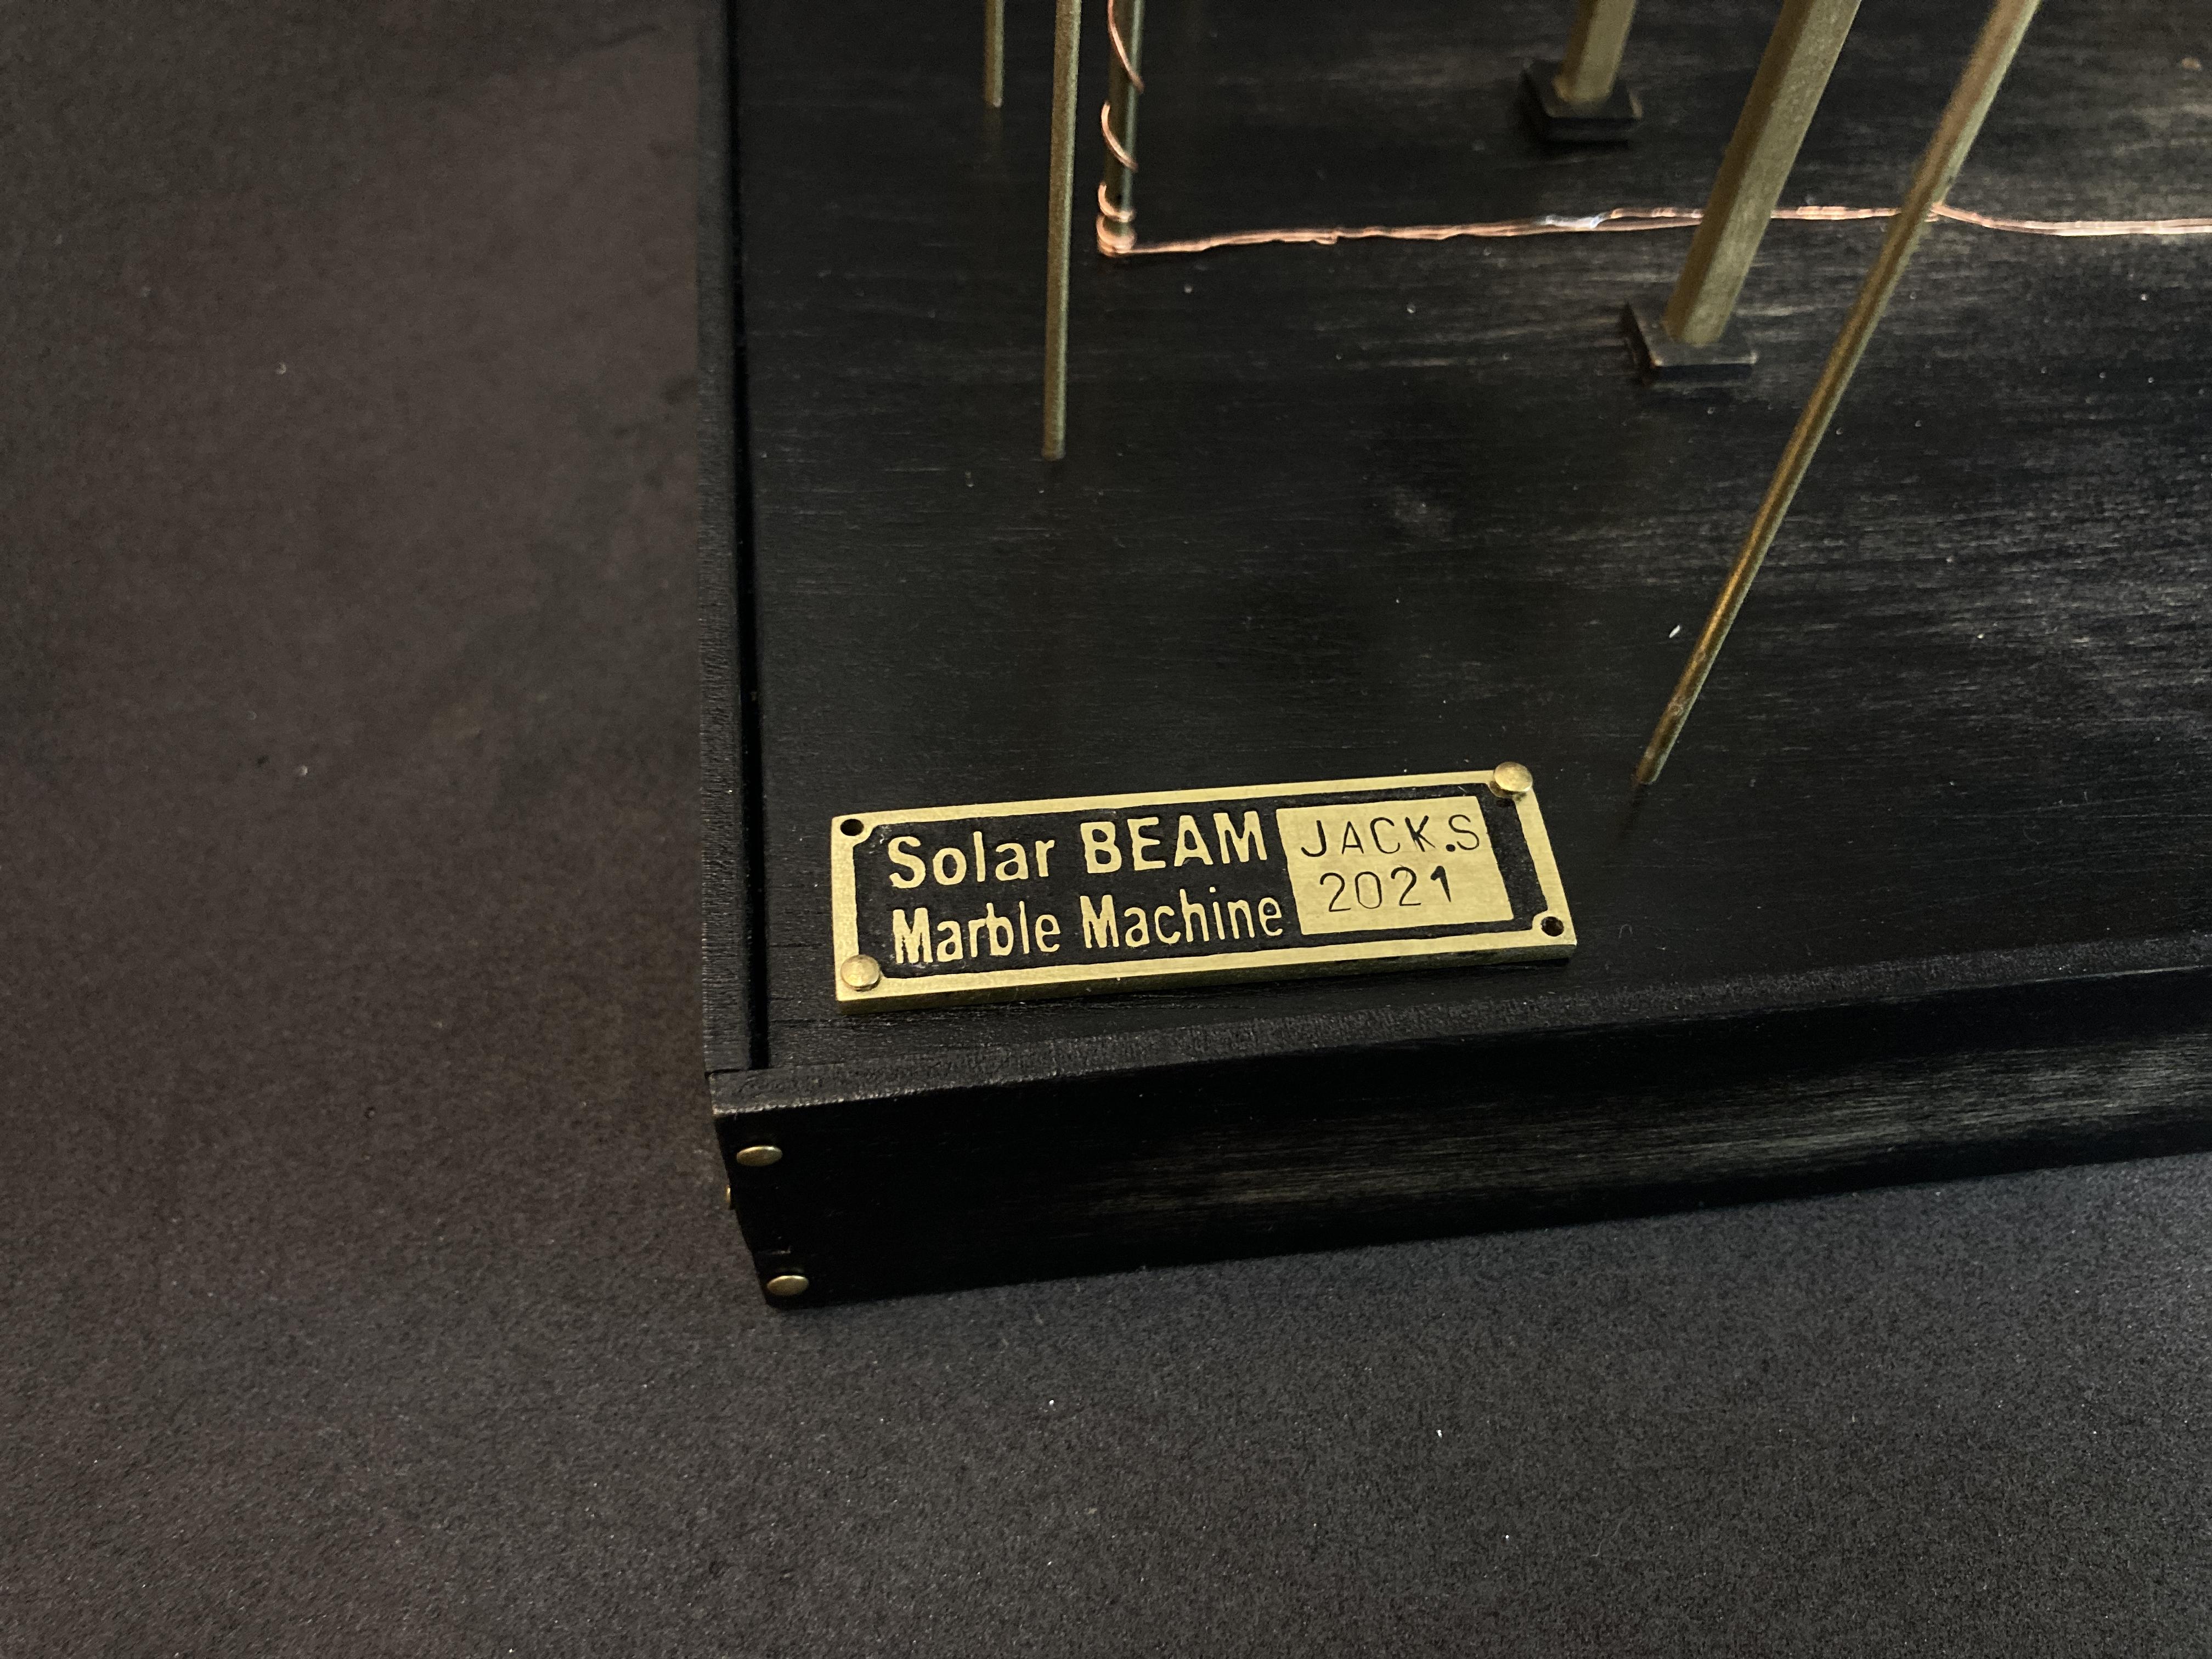 Solar BEAM
Marble Machine
JACK.S
2021